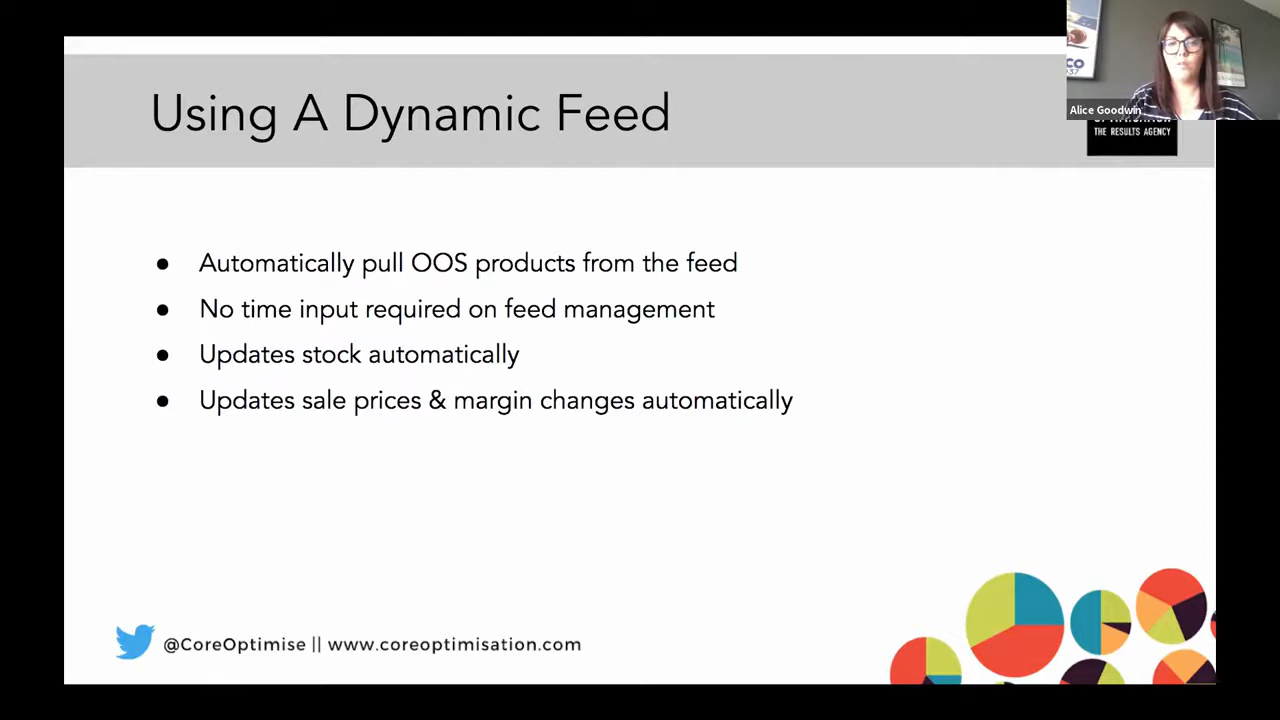 Using A Dynamic Feed
CO
Alice Goodwin
THE RESULTS AGENCY
● Automatically pull OOS products from the feed
● No time input required on feed management
● Updates stock automatically
● Updates sale prices & margin changes automatically
@CoreOptimise || www.coreoptimisation.com